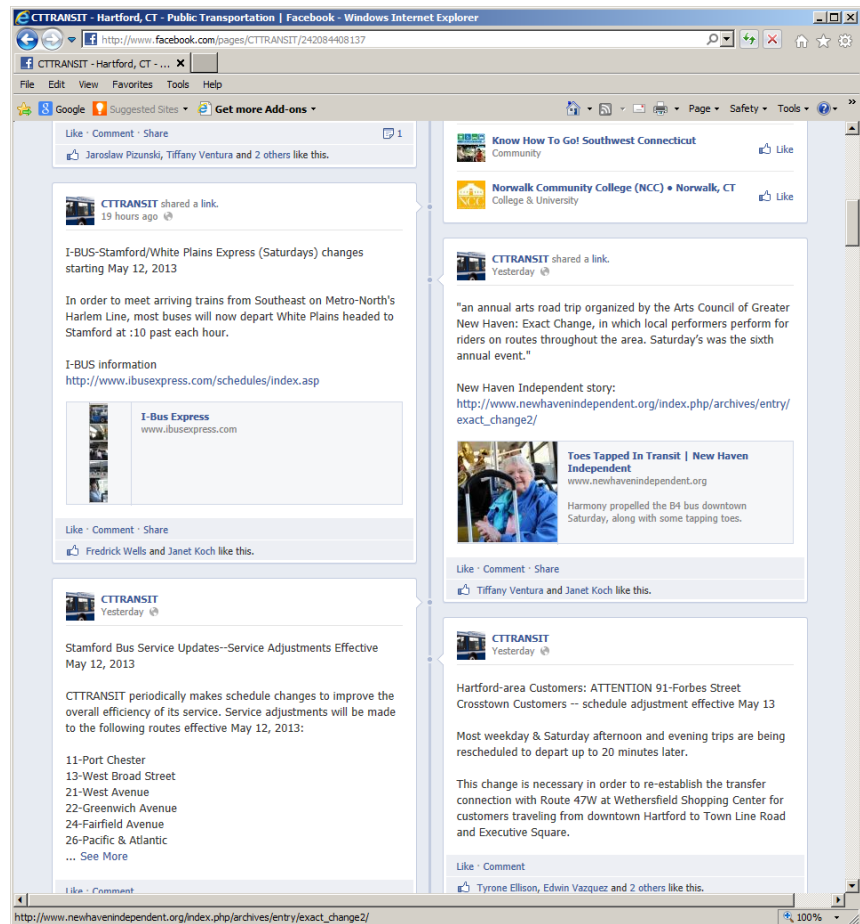 CTTRANSIT - Hartford, CT - Public Transportation | Facebook - Windows Internet Explorer
http://www.facebook.com/pages/CTTRANSIT/242084408137
CTTRANSIT - Hartford, CT - ...
File Edit View Favorites Tools Help
Google Suggested Sites Get more Add-ons Page Safety Tools »
Like · Comment · Share 1
Jaroslaw Pizunski, Tiffany Ventura and 2 others like this.
CTTRANSIT shared a link.
19 hours ago
I-BUS-Stamford/White Plains Express (Saturdays) changes
starting May 12, 2013
In order to meet arriving trains from Southeast on Metro-North's
Harlem Line, most buses will now depart White Plains headed to
Stamford at :10 past each hour.
I-BUS information
http://www.ibusexpress.com/schedules/index.asp
I-Bus Express
www.ibusexpress.com
Like · Comment · Share
Fredrick Wells and Janet Koch like this.
CTTRANSIT
Yesterday
Stamford Bus Service Updates--Service Adjustments Effective
May 12, 2013
CTTRANSIT periodically makes schedule changes to improve the
overall efficiency of its service. Service adjustments will be made
to the following routes effective May 12, 2013:
11-Port Chester
13-West Broad Street
21-West Avenue
22-Greenwich Avenue
24-Fairfield Avenue
26-Pacific & Atlantic
... See More
Like · Comment
Know How To Go! Southwest Connecticut
Community
Like
NCC
Norwalk Community College (NCC) • Norwalk, CT
College & University
Like
CTTRANSIT shared a link.
Yesterday
"an annual arts road trip organized by the Arts Council of Greater
New Haven: Exact Change, in which local performers perform for
riders on routes throughout the area. Saturday's was the sixth
annual event."
New Haven Independent story:
http://www.newhavenindependent.org/index.php/archives/entry/
exact_change2/
Toes Tapped In Transit | New Haven
Independent
www.newhavenindependent.org
Harmony propelled the B4 bus downtown
Saturday, along with some tapping toes.
Like · Comment · Share
Tiffany Ventura and Janet Koch like this.
CTTRANSIT
Yesterday
Hartford-area Customers: ATTENTION 91-Forbes Street
Crosstown Customers -- schedule adjustment effective May 13
Most weekday & Saturday afternoon and evening trips are being
rescheduled to depart up to 20 minutes later.
This change is necessary in order to re-establish the transfer
connection with Route 47W at Wethersfield Shopping Center for
customers traveling from downtown Hartford to Town Line Road
and Executive Square.
Like · Comment
Tyrone Ellison, Edwin Vazquez and 2 others like this.
http://www.newhavenindependent.org/index.php/archives/entry/exact_change2/ 100%